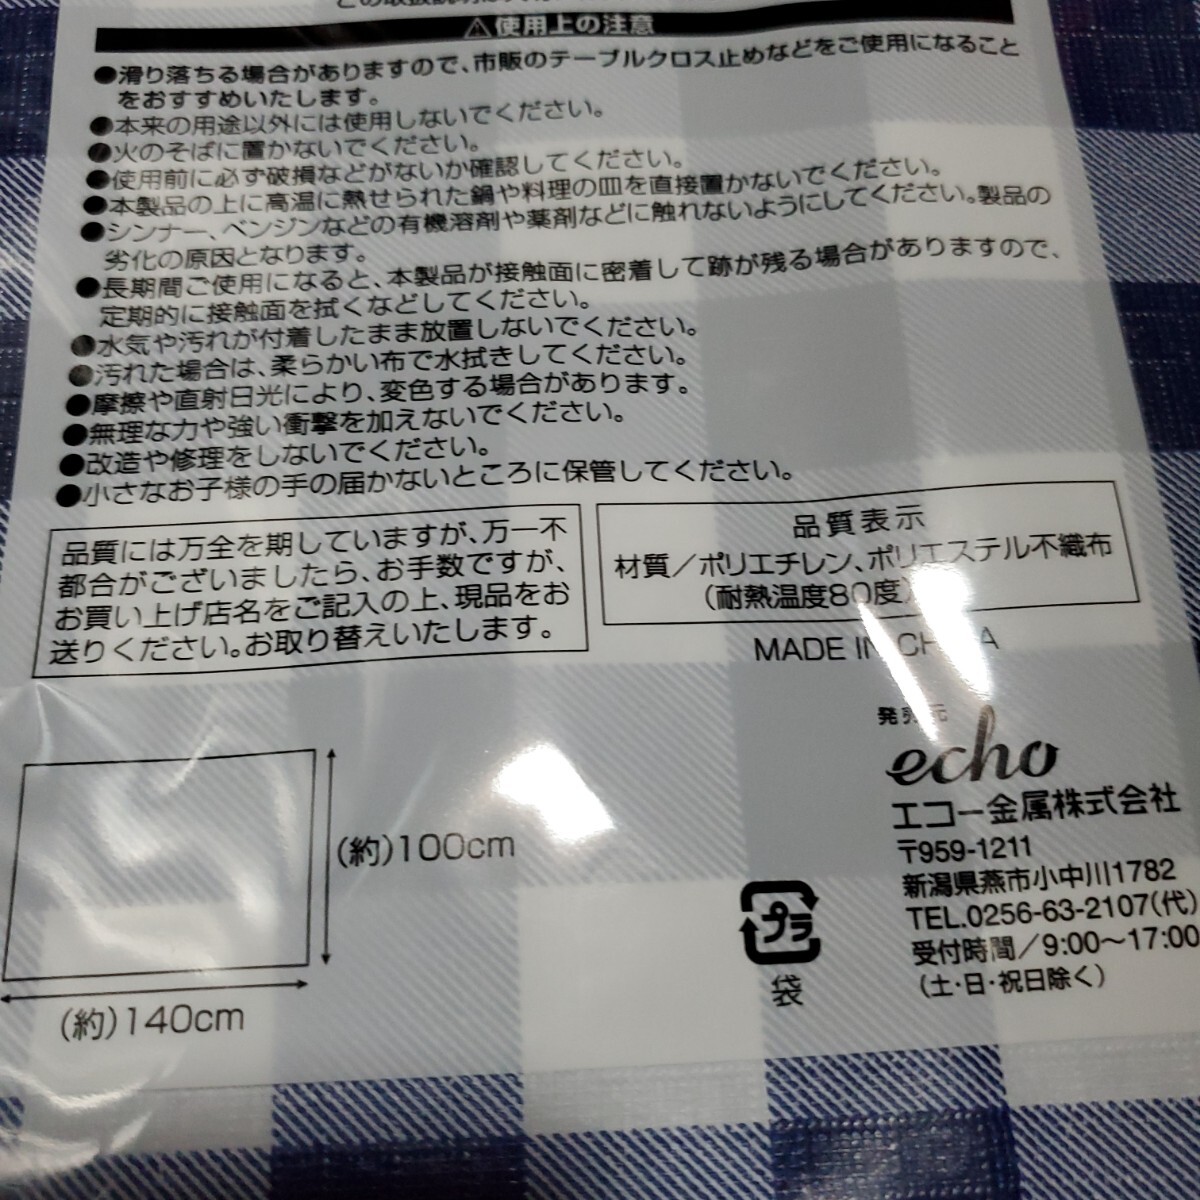 ⚠使用上の注意
●滑り落ちる場合がありますので、市販のテーブルクロス止めなどをご使用になること
をおすすめいたします。
●本来の用途以外には使用しないでください。
●火のそばに置かないでください。
●使用前に必ず破損などがないか確認してください。
●本製品の上に高温に熱せられた鍋や料理の皿を直接置かないでください。
●シンナー、ベンジンなどの有機溶剤や薬剤などに触れないようにしてください。製品の
劣化の原因となります。
●長期間ご使用になると、本製品が接触面に密着して跡が残る場合がありますので、
定期的に接触面を拭くなどしてください。
●水気や汚れが付着したまま放置しないでください。
●汚れた場合は、柔らかい布で水拭きしてください。
●摩擦や直射日光により、変色する場合があります。
●無理な力や強い衝撃を加えないでください。
●改造や修理をしないでください。
●小さなお子様の手の届かないところに保管してください。
品質には万全を期していますが、万一不
都合がございましたら、お手数ですが、
お買い上げ店名をご記入の上、現品をお
送りください。お取り替えいたします。
品質表示
材質／ポリエチレン、ポリエステル不織布
(耐熱温度80度)
MADE IN CHINA
発売元
echo
エコー金属株式会社
〒959-1211
新潟県燕市小中川1782
TEL.0256-63-2107(代)
受付時間／9:00〜17:00
(土・日・祝日除く)
(約)100cm
(約)140cm
プラ
袋